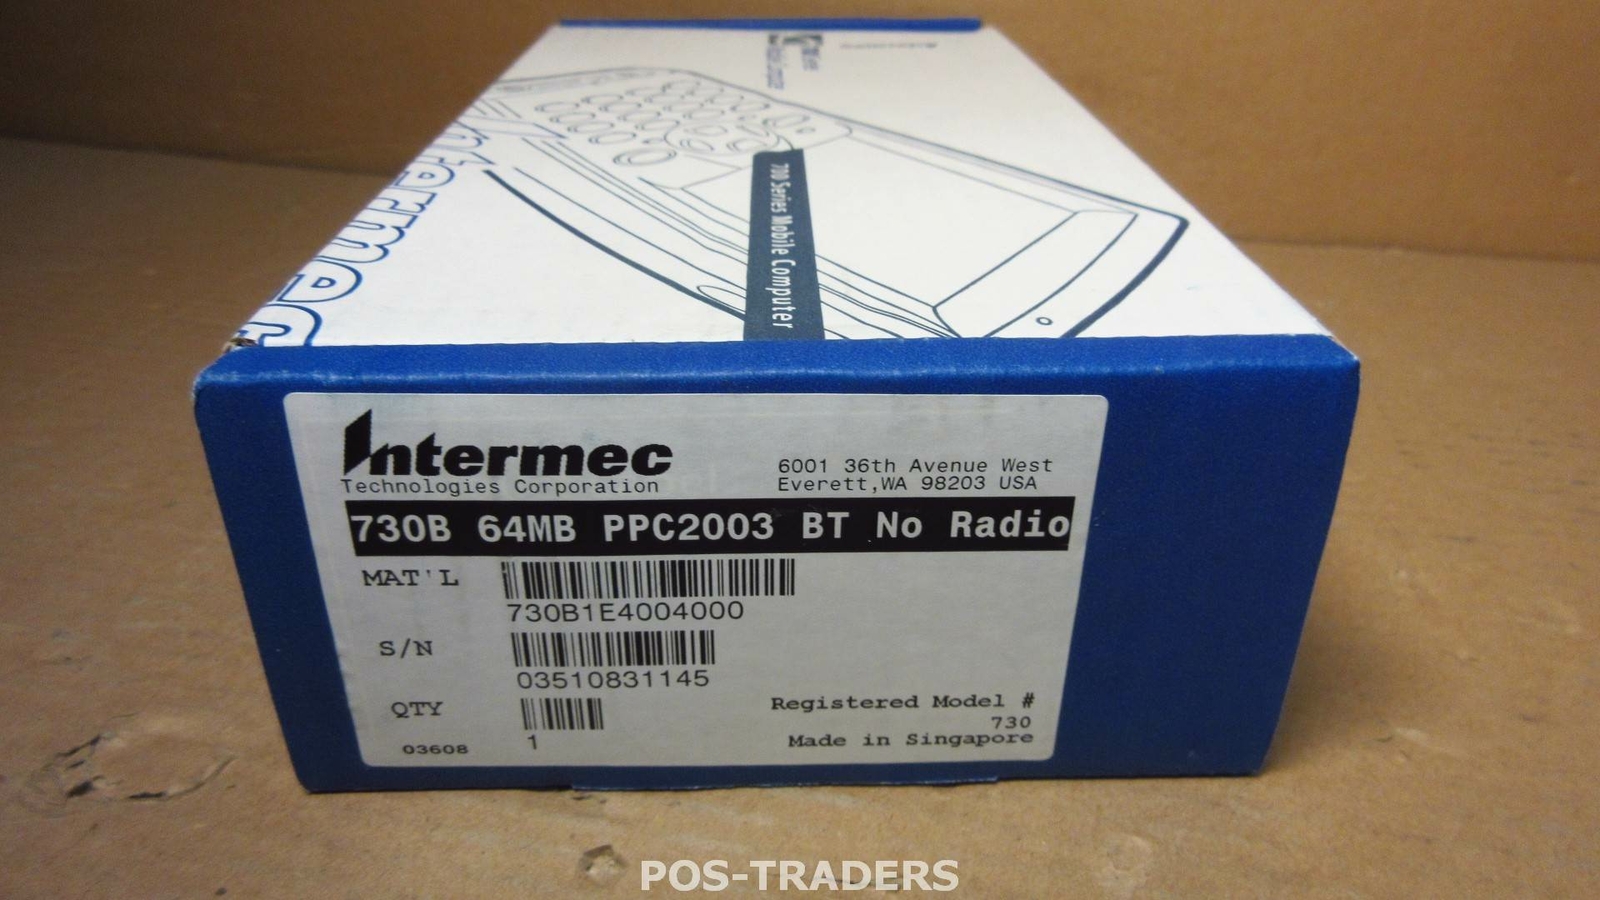 Intermec
700 Series Mobile Computer
Intermec
Technologies Corporation
6001 36th Avenue West
Everett,WA 98203 USA
730B 64MB PPC2003 BT No Radio
MAT'L
730B1E4004000
S/N
03510831145
QTY
1
03608
Registered Model #
730
Made in Singapore
POS-TRADERS